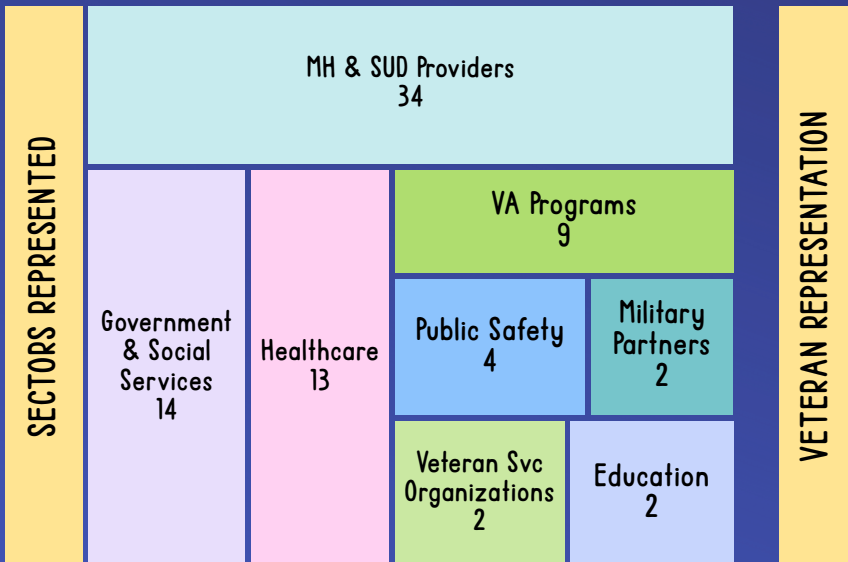 SECTORS REPRESENTED
MH & SUD Providers
34
Government
& Social
Services
14
Healthcare
13
VA Programs
9
Public Safety
4
Military
Partners
2
Veteran Svc
Organizations
2
Education
2
VETERAN REPRESENTATION